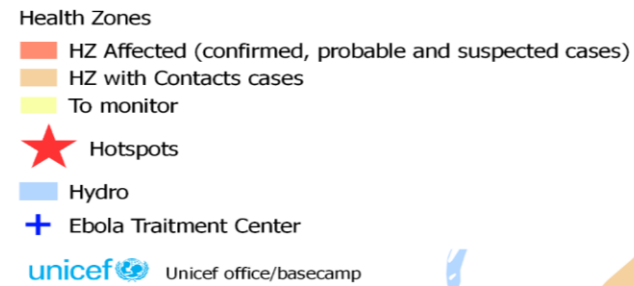 Health Zones
HZ Affected (confirmed, probable and suspected cases)
HZ with Contacts cases
To monitor
Hotspots
Hydro
Ebola Traitment Center
unicef Unicef office/basecamp